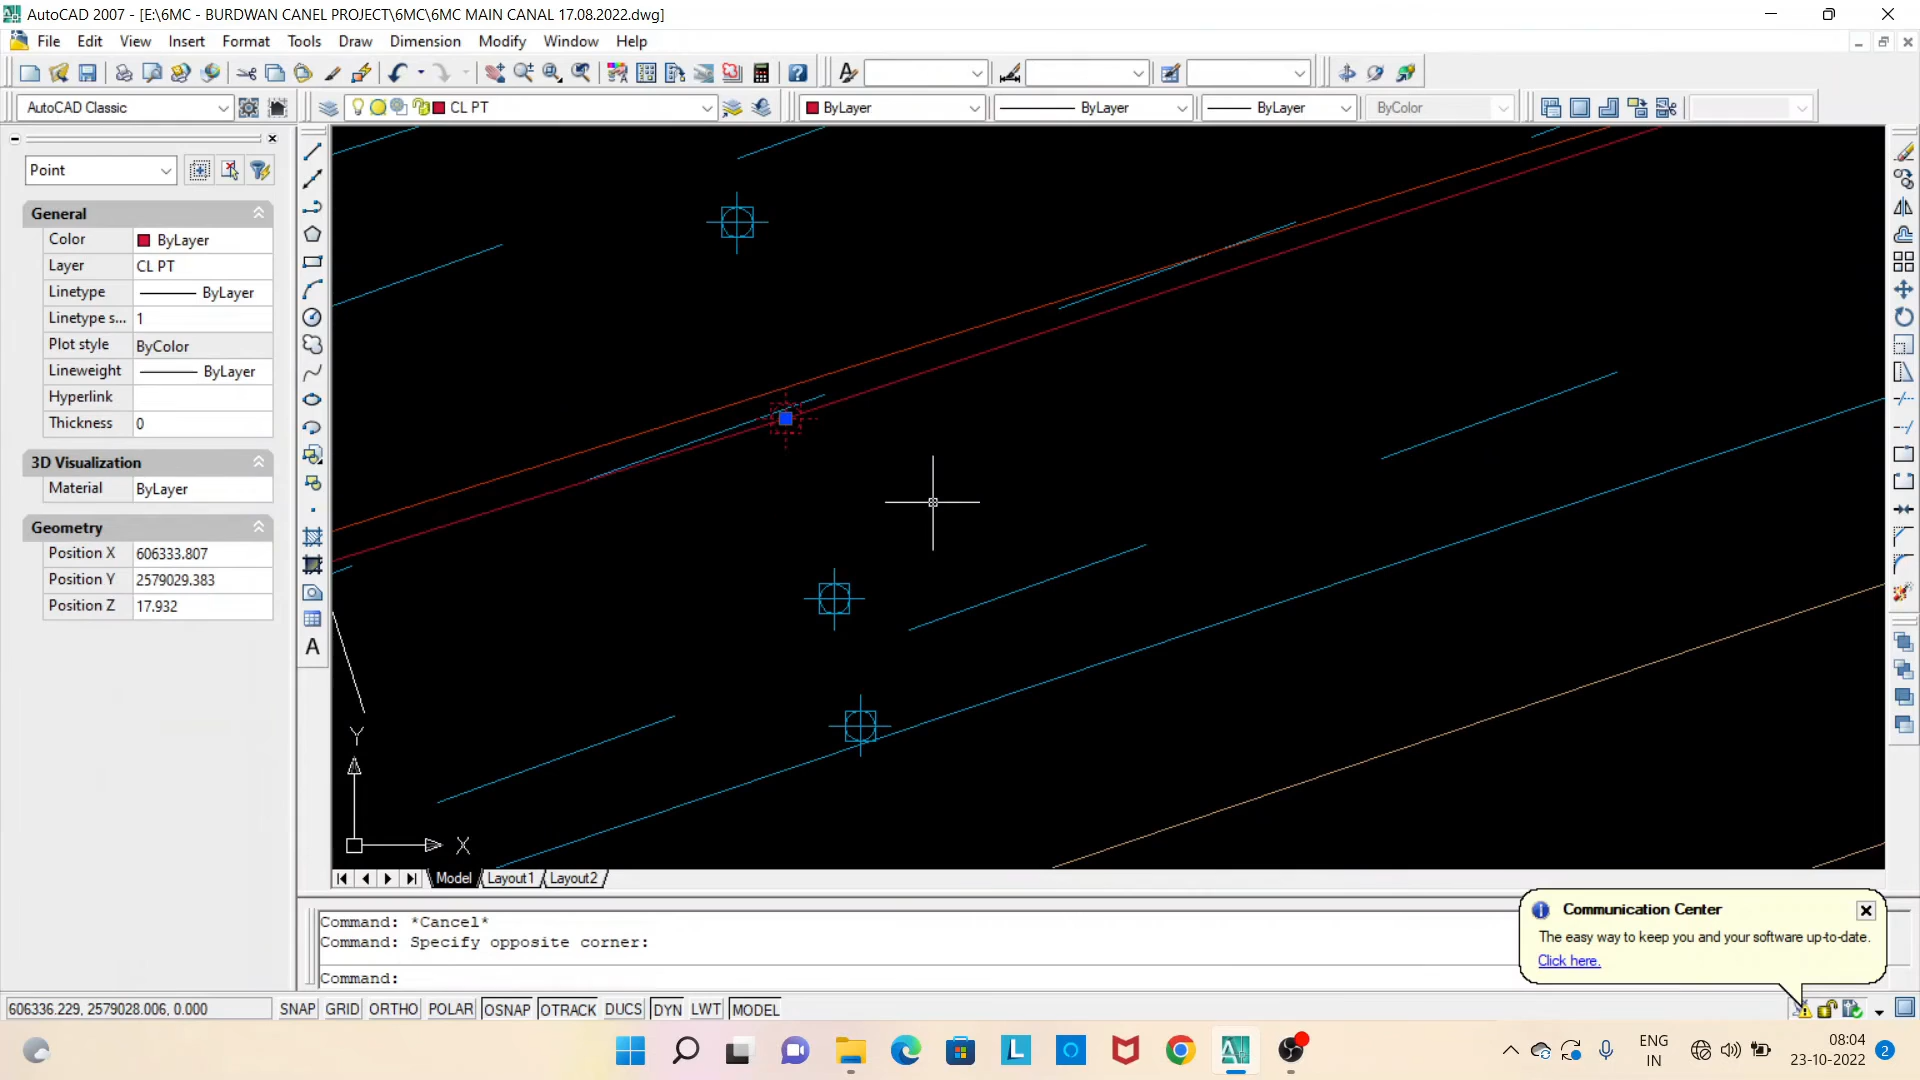 AutoCAD 2007 - [E:\6MC - BURDWAN CANEL PROJECT\6MC\6MC MAIN CANAL 17.08.2022.dwg]
File Edit View Insert Format Tools Draw Dimension Modify Window Help
AutoCAD Classic CL PT ByLayer ByLayer ByLayer ByColor
Point
General
Color ByLayer
Layer CL PT
Linetype ByLayer
Linetype s... 1
Plot style ByColor
Lineweight ByLayer
Hyperlink
Thickness 0
3D Visualization
Material ByLayer
Geometry
Position X 606333.807
Position Y 2579029.383
Position Z 17.932
A
Y
X
Model Layout1 Layout2
Command: *Cancel*
Command: Specify opposite corner:
Command:
Communication Center
The easy way to keep you and your software up-to-date.
Click here.
606336.229, 2579028.006, 0.000 SNAP GRID ORTHO POLAR OSNAP OTRACK DUCS DYN LWT MODEL
ENG
IN
08:04
23-10-2022
2